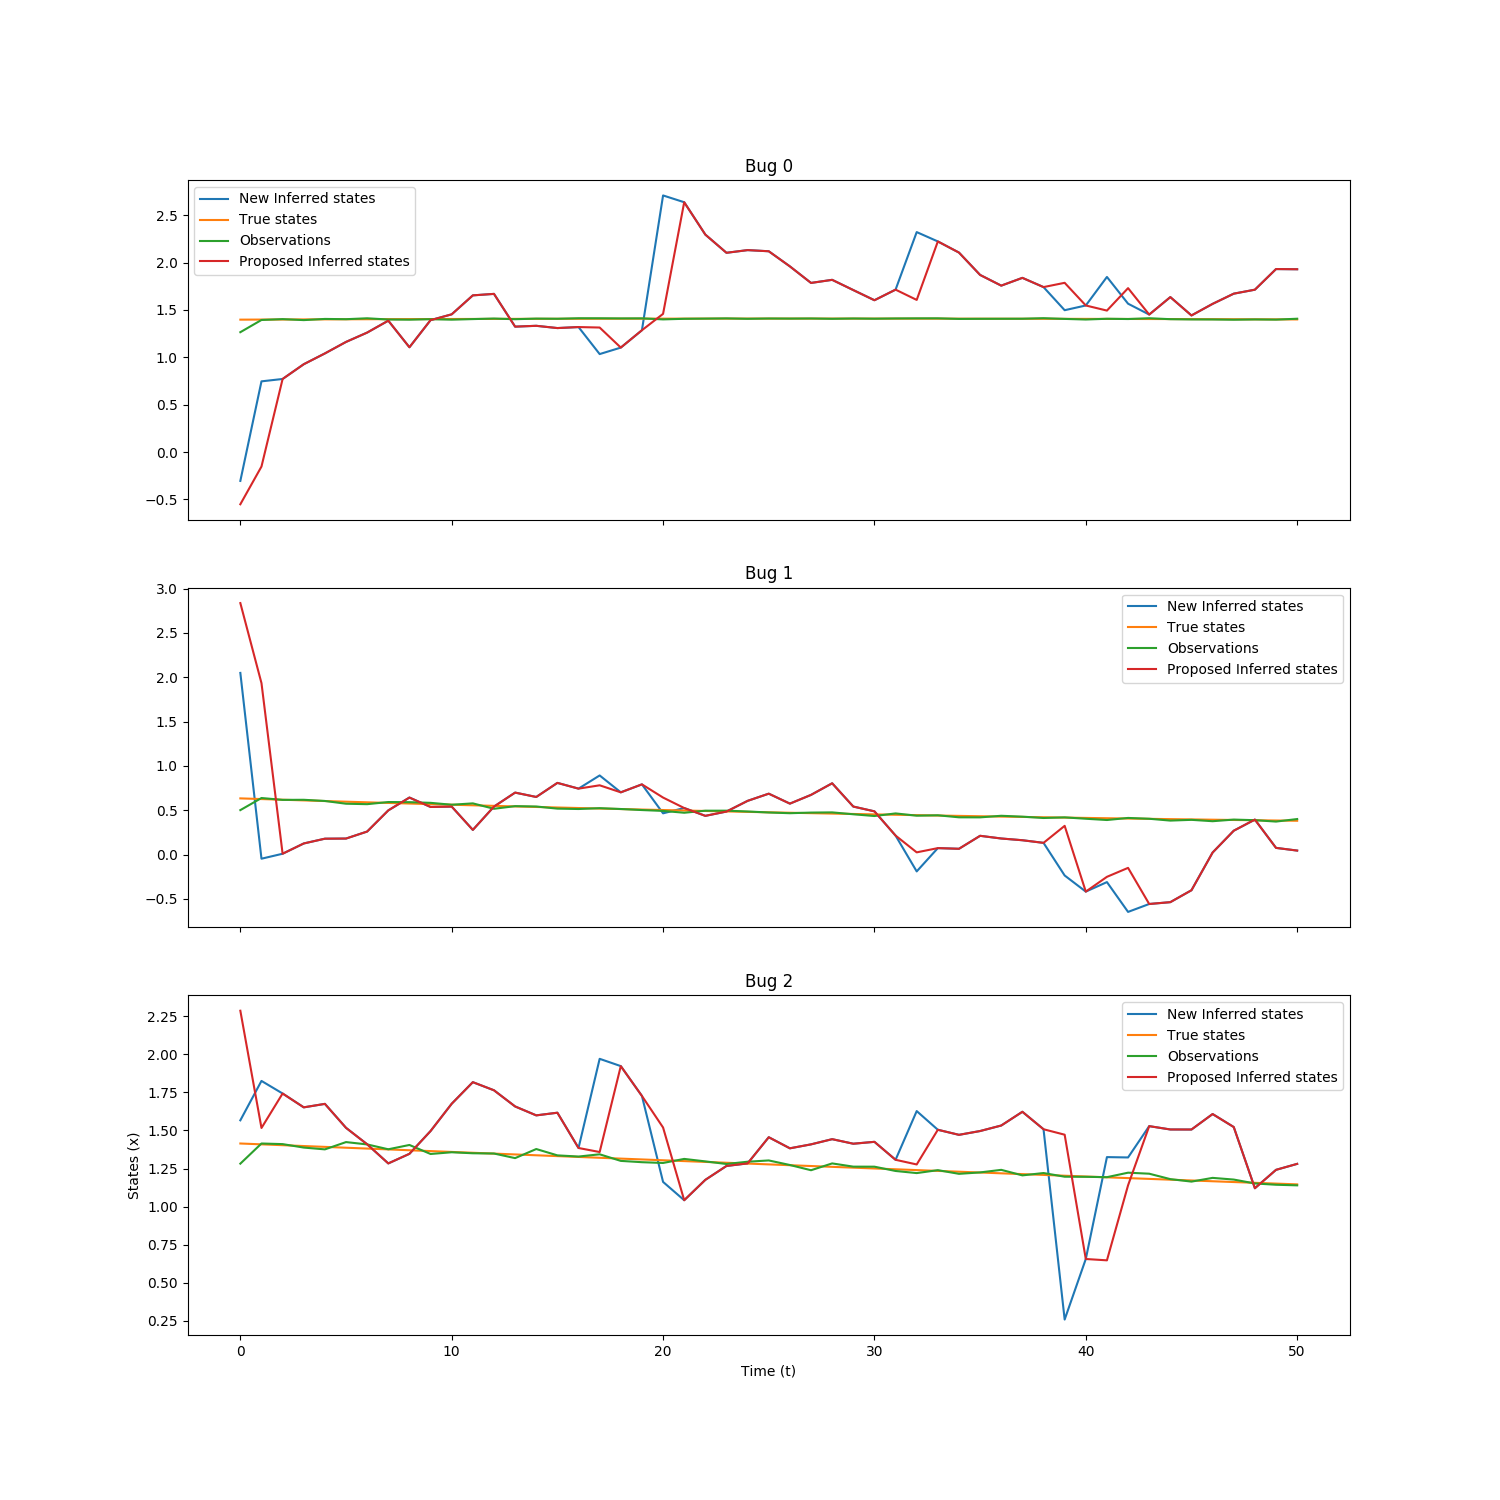 Bug 0
New Inferred states
True states
Observations
Proposed Inferred states
2.5
2.0
1.5
1.0
0.5
0.0
−0.5
Bug 1
New Inferred states
True states
Observations
Proposed Inferred states
3.0
2.5
2.0
1.5
1.0
0.5
0.0
−0.5
Bug 2
New Inferred states
True states
Observations
Proposed Inferred states
2.25
2.00
1.75
1.50
1.25
1.00
0.75
0.50
0.25
States (x)
0 10 20 30 40 50
Time (t)